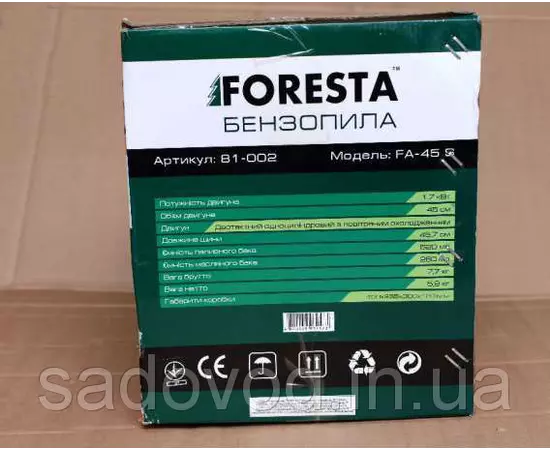 FORESTA™
БЕНЗОПИЛА
Артикул: 81-002 Модель: FA-45 S
Потужність двигуна 1.7 кВт
Об'єм двигуна 45 см
Двигун Двотактний одноциліндровий з повітряним охолодженням
Довжина шини 45.7 см
Ємність паливного бака 520 мл
Ємність масляного бака 260
Вага брутто 7,7 кг
Вага нетто 5,9 кг
Габарити коробки
CE
sadovod.in.ua